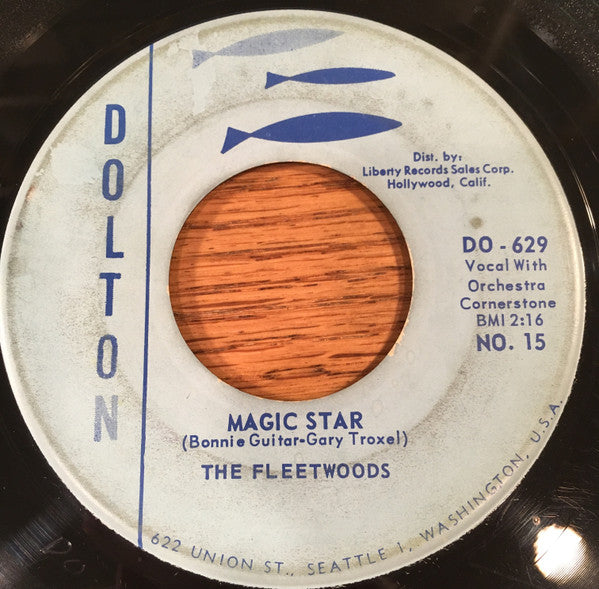 DOLTON
Dist. by:
Liberty Records Sales Corp.
Hollywood, Calif.
DO - 629
Vocal With
Orchestra
Cornerstone
BMI 2:16
NO. 15
MAGIC STAR
(Bonnie Guitar-Gary Troxel)
THE FLEETWOODS
622 UNION ST., SEATTLE 1, WASHINGTON, U.S.A.